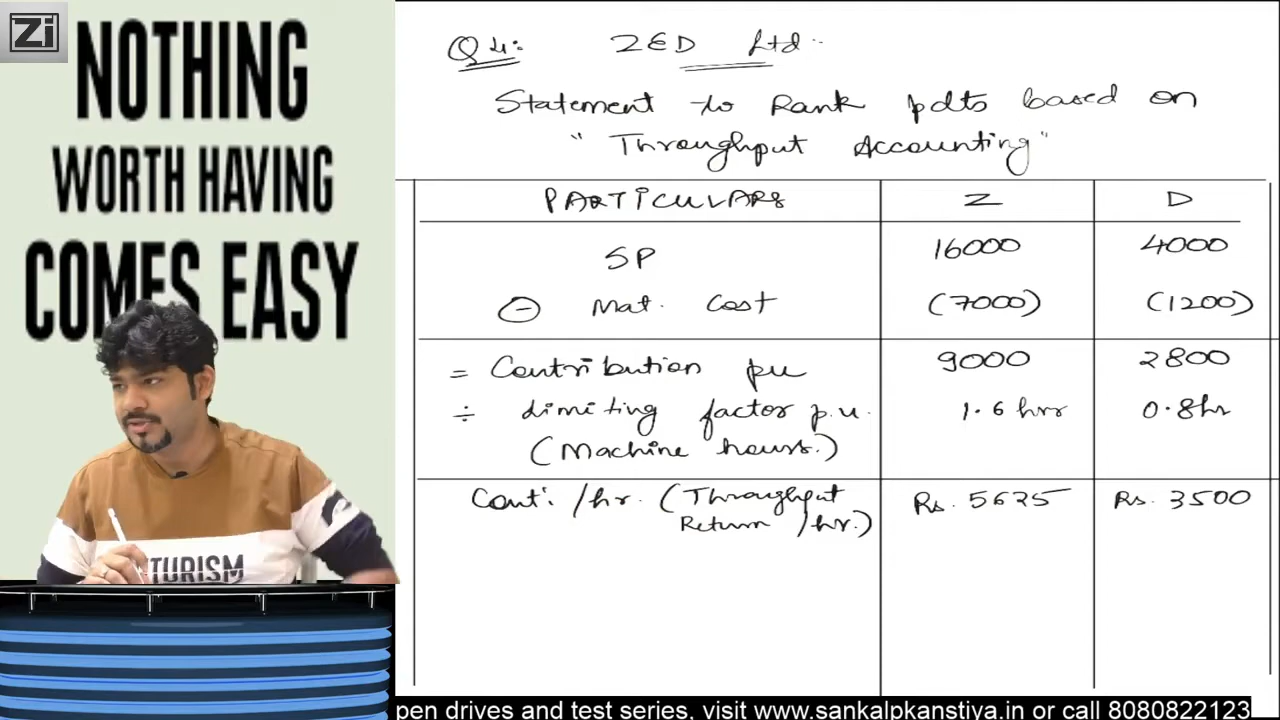 Zi
NOTHING
WORTH HAVING
COMES EASY
TURISM
Q4: ZED Ltd.
Statement to Rank pdts based on
"Throughput Accounting"
PARTICULARS Z D
SP 16000 4000
⊖ Mat. Cost (7000) (1200)
= Contribution pu 9000 2800
÷ Limiting factor p.u. 1.6 hrs 0.8hr
(Machine hours.)
Conti. /hr. (Throughput Rs. 5625 Rs. 3500
Return /hr.)
pen drives and test series, visit www.sankalpkanstiya.in or call 8080822123